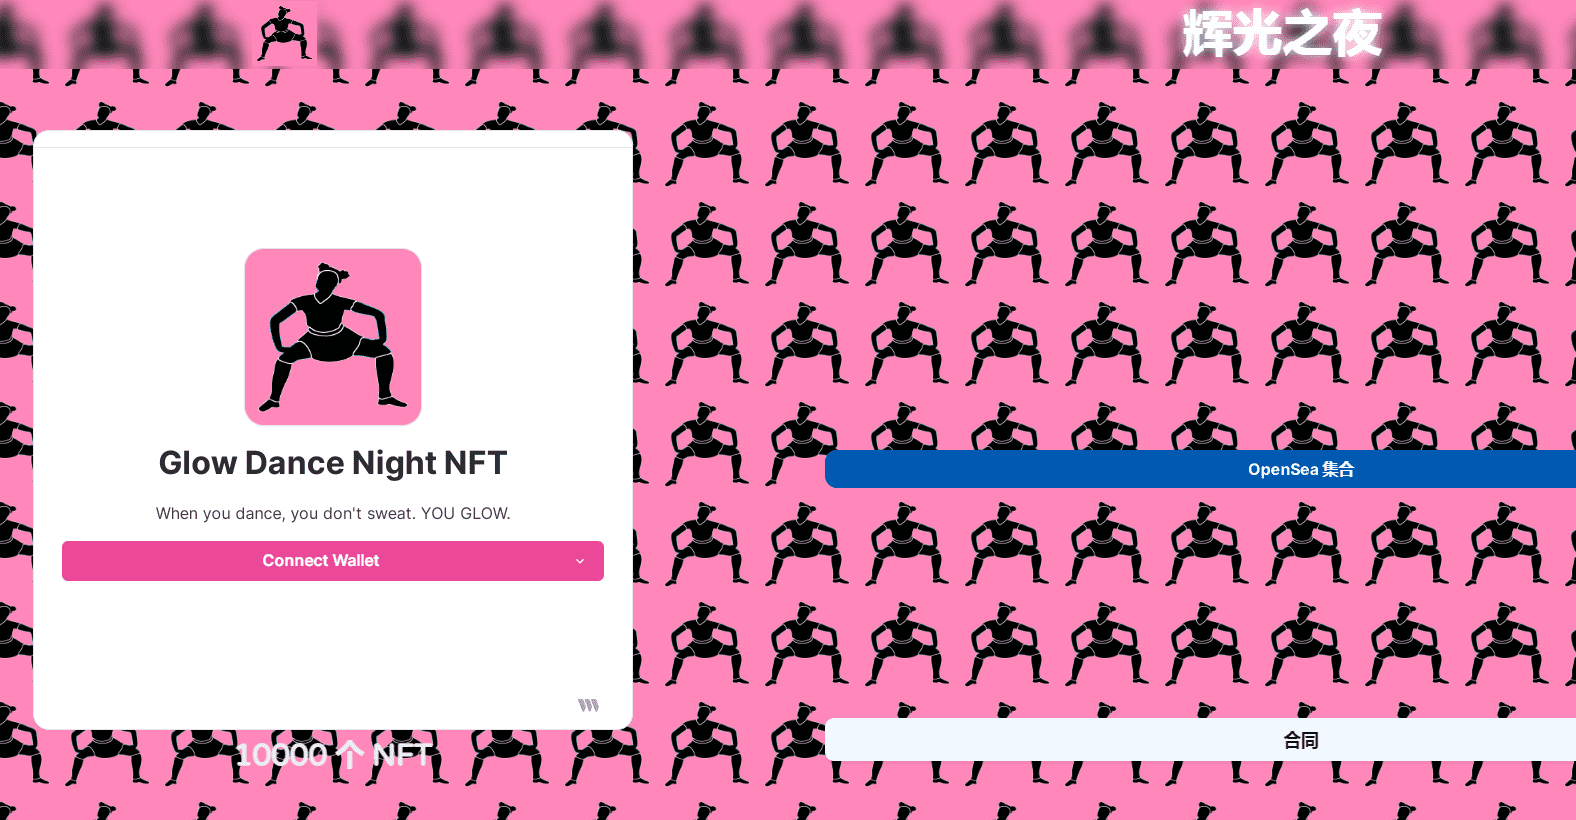 辉光之夜
Glow Dance Night NFT
When you dance, you don't sweat. YOU GLOW.
Connect Wallet
10000 个 NFT
OpenSea 集合
合同